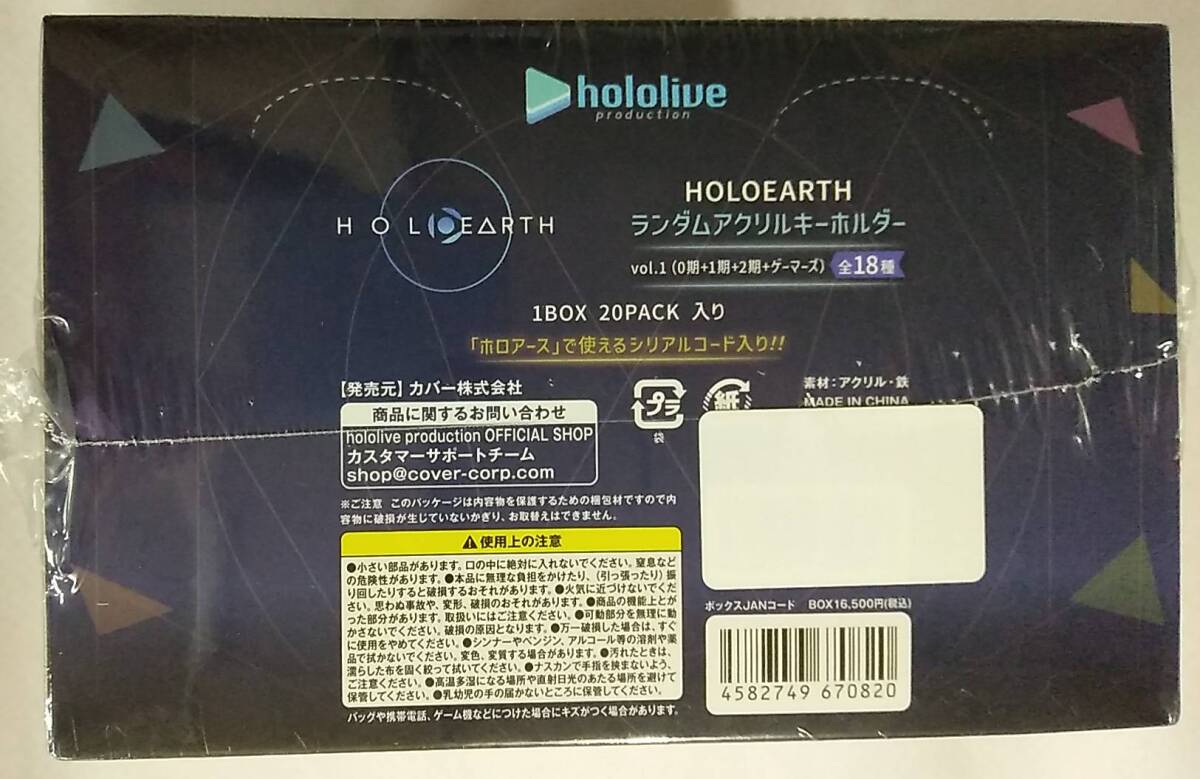 hololive
production
HOLOEARTH
HOLOEARTH
ランダムアクリルキーホルダー
vol.1（0期+1期+2期+ゲーマーズ） 全18種
1BOX 20PACK 入り
「ホロアース」で使えるシリアルコード入り!!
【発売元】カバー株式会社
商品に関するお問い合わせ
hololive production OFFICIAL SHOP
カスタマーサポートチーム
shop@cover-corp.com
プラ
袋
紙
素材：アクリル・鉄
MADE IN CHINA
※ご注意 このパッケージは内容物を保護するための梱包材ですので内
容物に破損が生じていないかぎり、お取替えはできません。
⚠使用上の注意
●小さい部品があります。口の中に絶対に入れないでください。窒息など
の危険性があります。●本品に無理な負担をかけたり、（引っ張ったり）振
り回したりすると破損するおそれがあります。●火気に近づけないでくだ
さい。思わぬ事故や、変形、破損のおそれがあります。●商品の機能上とが
った部分があります。取扱いにはご注意ください。●可動部分を無理に動
かさないでください。破損の原因となります。●万一破損した場合は、すぐ
に使用をやめてください。●シンナーやベンジン、アルコール等の溶剤や薬
品で拭かないでください。変色、変質する場合があります。●汚れたときは、
濡らした布を固く絞って拭いてください。●ナスカンで手指を挟まないよう、
ご注意ください。●高温多湿になる場所や直射日光のあたる場所を避けて
保管してください。●乳幼児の手の届かないところに保管してください。
バッグや携帯電話、ゲーム機などにつけた場合にキズがつく場合があります。
ボックスJANコード BOX16,500円(税込)
4582749 670820